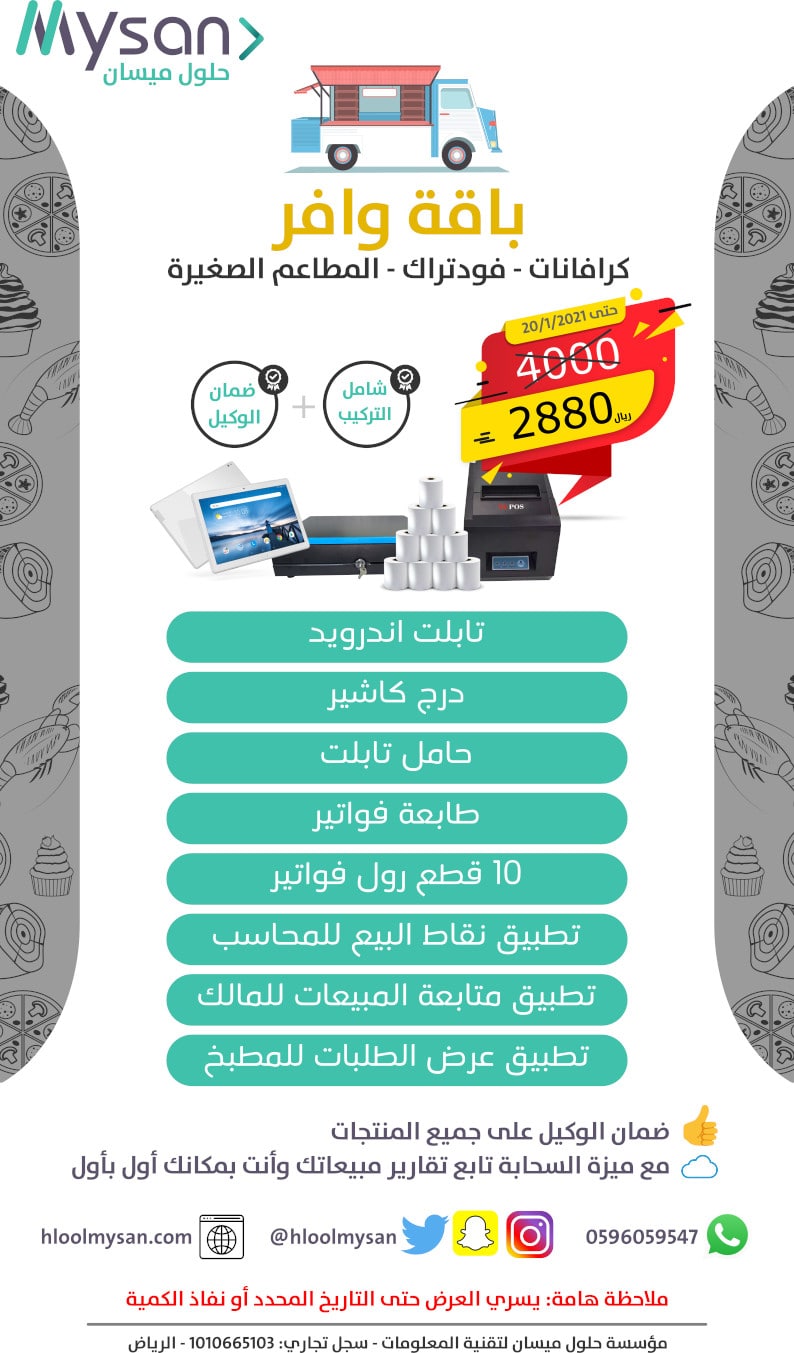 Mysan
حلول ميسان
باقة وافر
كرافانات - فودتراك - المطاعم الصغيرة
حتى 20/1/2021
4000
2880 ريال
شامل
التركيب
+
ضمان
الوكيل
POS
تابلت اندرويد
درج كاشير
حامل تابلت
طابعة فواتير
10 قطع رول فواتير
تطبيق نقاط البيع للمحاسب
تطبيق متابعة المبيعات للمالك
تطبيق عرض الطلبات للمطبخ
ضمان الوكيل على جميع المنتجات
مع ميزة السحابة تابع تقارير مبيعاتك وأنت بمكانك أول بأول
0596059547
@hloolmysan
hloolmysan.com
ملاحظة هامة: يسري العرض حتى التاريخ المحدد أو نفاذ الكمية
مؤسسة حلول ميسان لتقنية المعلومات - سجل تجاري: 1010665103 - الرياض